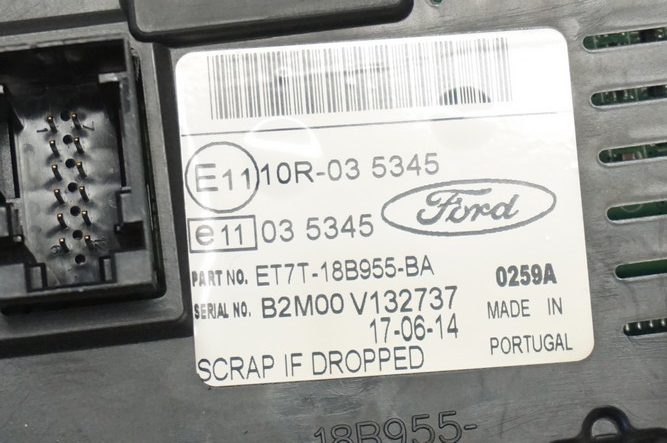 E11 10R-03 5345
e11 03 5345 Ford
PART NO. ET7T-18B955-BA 0259A
SERIAL NO. B2M00 V132737 MADE IN
17-06-14 PORTUGAL
SCRAP IF DROPPED
18B955-